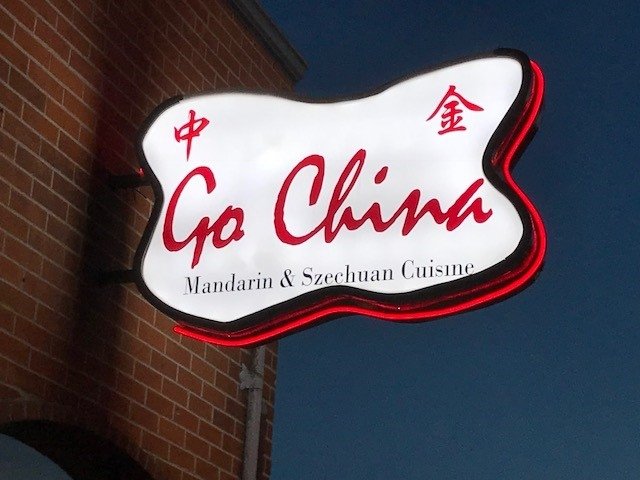 中 金
Go China
Mandarin & Szechuan Cuisine